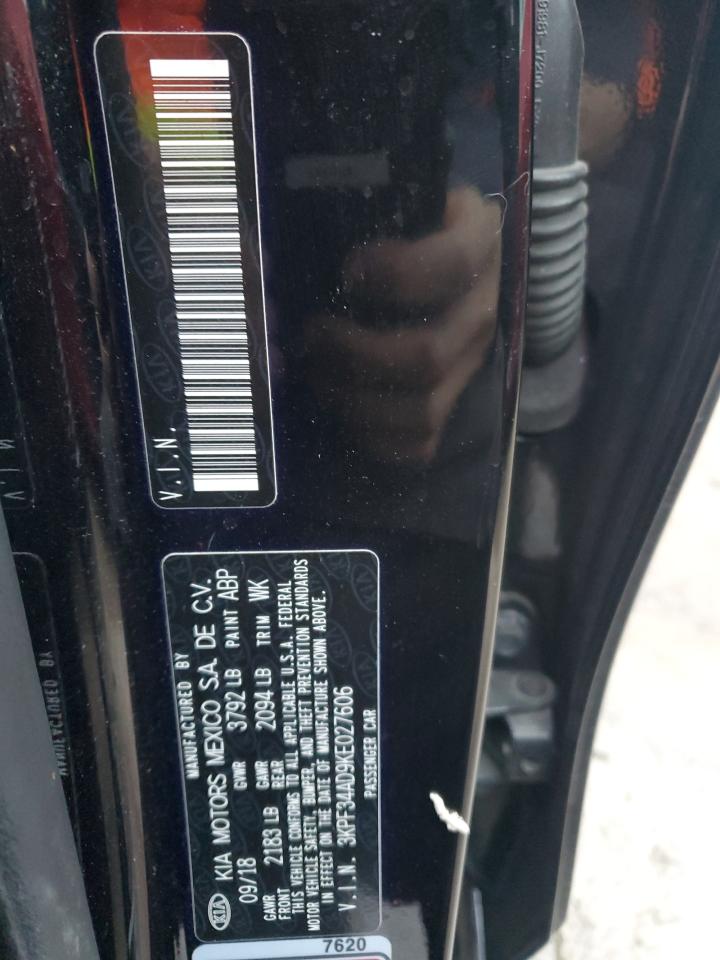 V.I.N.
MANUFACTURED BY
KIA KIA MOTORS MEXICO S.A. DE C.V.
09/18 GVWR 3792 LB PAINT ABP
GAWR FRONT 2183 LB GAWR REAR 2094 LB TRIM WK
THIS VEHICLE CONFORMS TO ALL APPLICABLE U.S.A. FEDERAL
MOTOR VEHICLE SAFETY, BUMPER, AND THEFT PREVENTION STANDARDS
IN EFFECT ON THE DATE OF MANUFACTURE SHOWN ABOVE.
V.I.N. 3KPF34AD9KE027606
PASSENGER CAR
7620